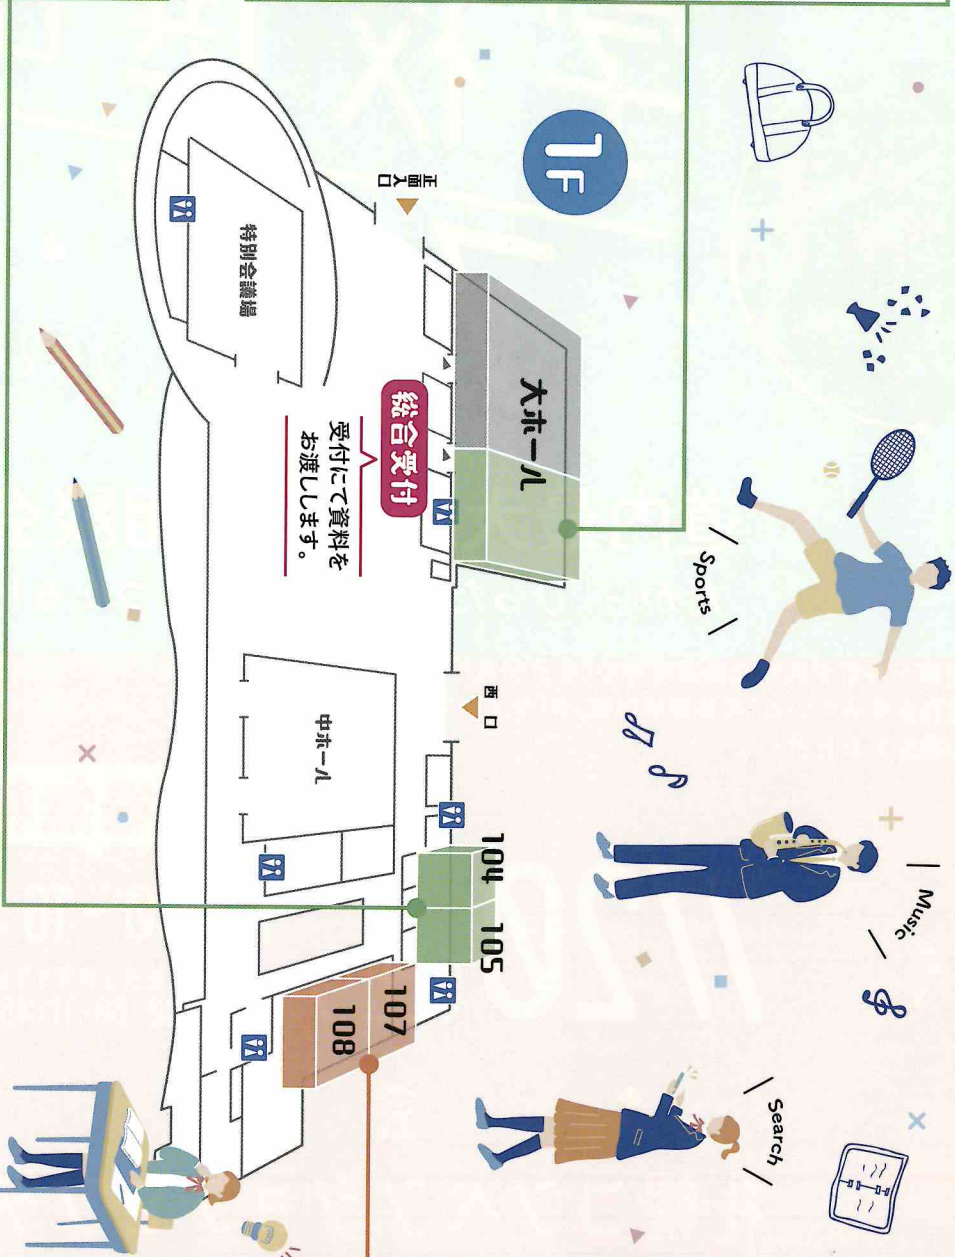 Sports
Music
Search
1F
大ホール
正面入口
西口
104
105
107
108
総合受付
受付にて資料を
お渡しします。
中ホール
特別会議場